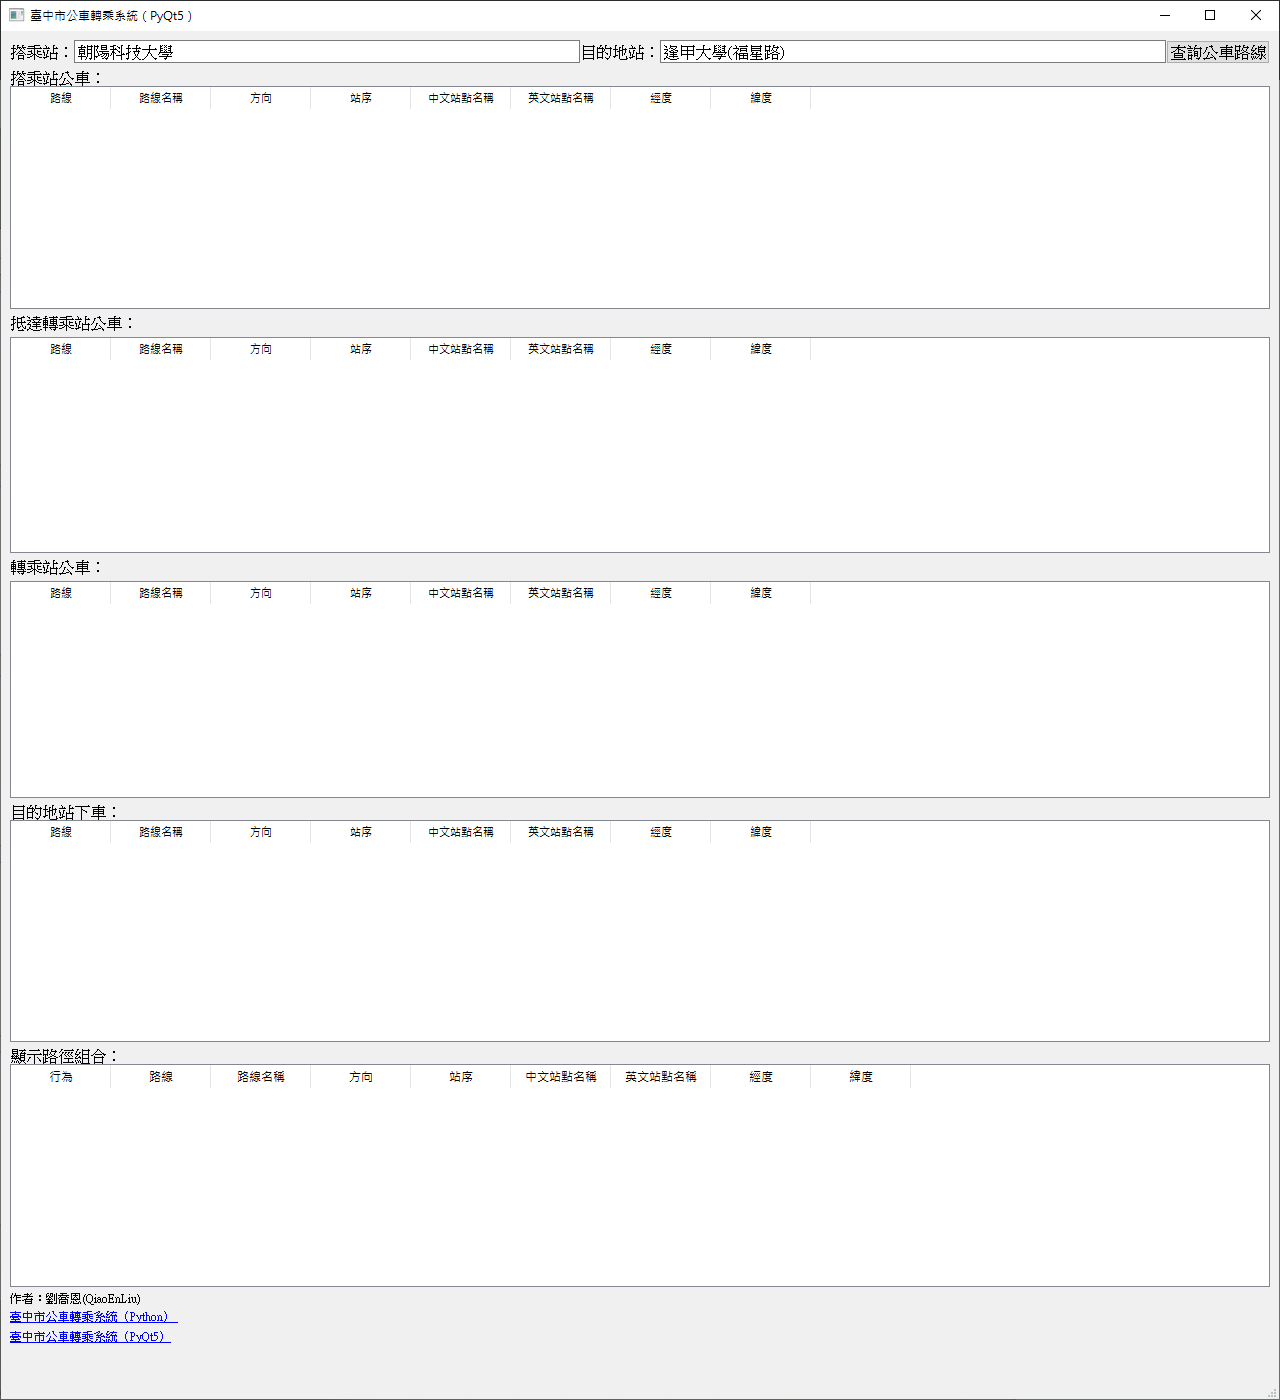 臺中市公車轉乘系統（PyQt5）
搭乘站： 朝陽科技大學 目的地站： 逢甲大學(福星路) 查詢公車路線
搭乘站公車：
路線 路線名稱 方向 站序 中文站點名稱 英文站點名稱 經度 緯度
抵達轉乘站公車：
路線 路線名稱 方向 站序 中文站點名稱 英文站點名稱 經度 緯度
轉乘站公車：
路線 路線名稱 方向 站序 中文站點名稱 英文站點名稱 經度 緯度
目的地站下車：
路線 路線名稱 方向 站序 中文站點名稱 英文站點名稱 經度 緯度
顯示路徑組合：
行為 路線 路線名稱 方向 站序 中文站點名稱 英文站點名稱 經度 緯度
作者：劉喬恩(QiaoEnLiu)
臺中市公車轉乘系統（Python）
臺中市公車轉乘系統（PyQt5）